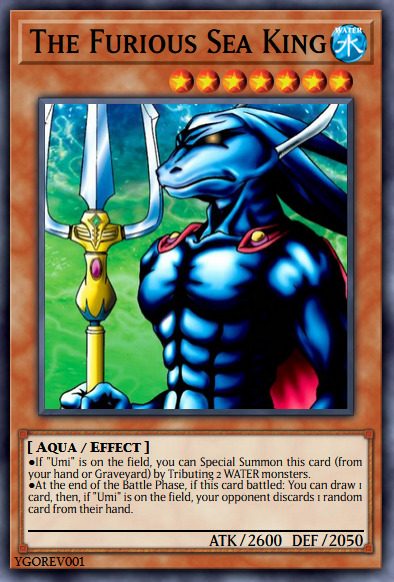 The Furious Sea King
WATER
水
[ Aqua / Effect ]
●If "Umi" is on the field, you can Special Summon this card (from
your hand or Graveyard) by Tributing 2 WATER monsters.
●At the end of the Battle Phase, if this card battled: You can draw 1
card, then, if "Umi" is on the field, your opponent discards 1 random
card from their hand.
ATK/2600 DEF/2050
YGOREV001